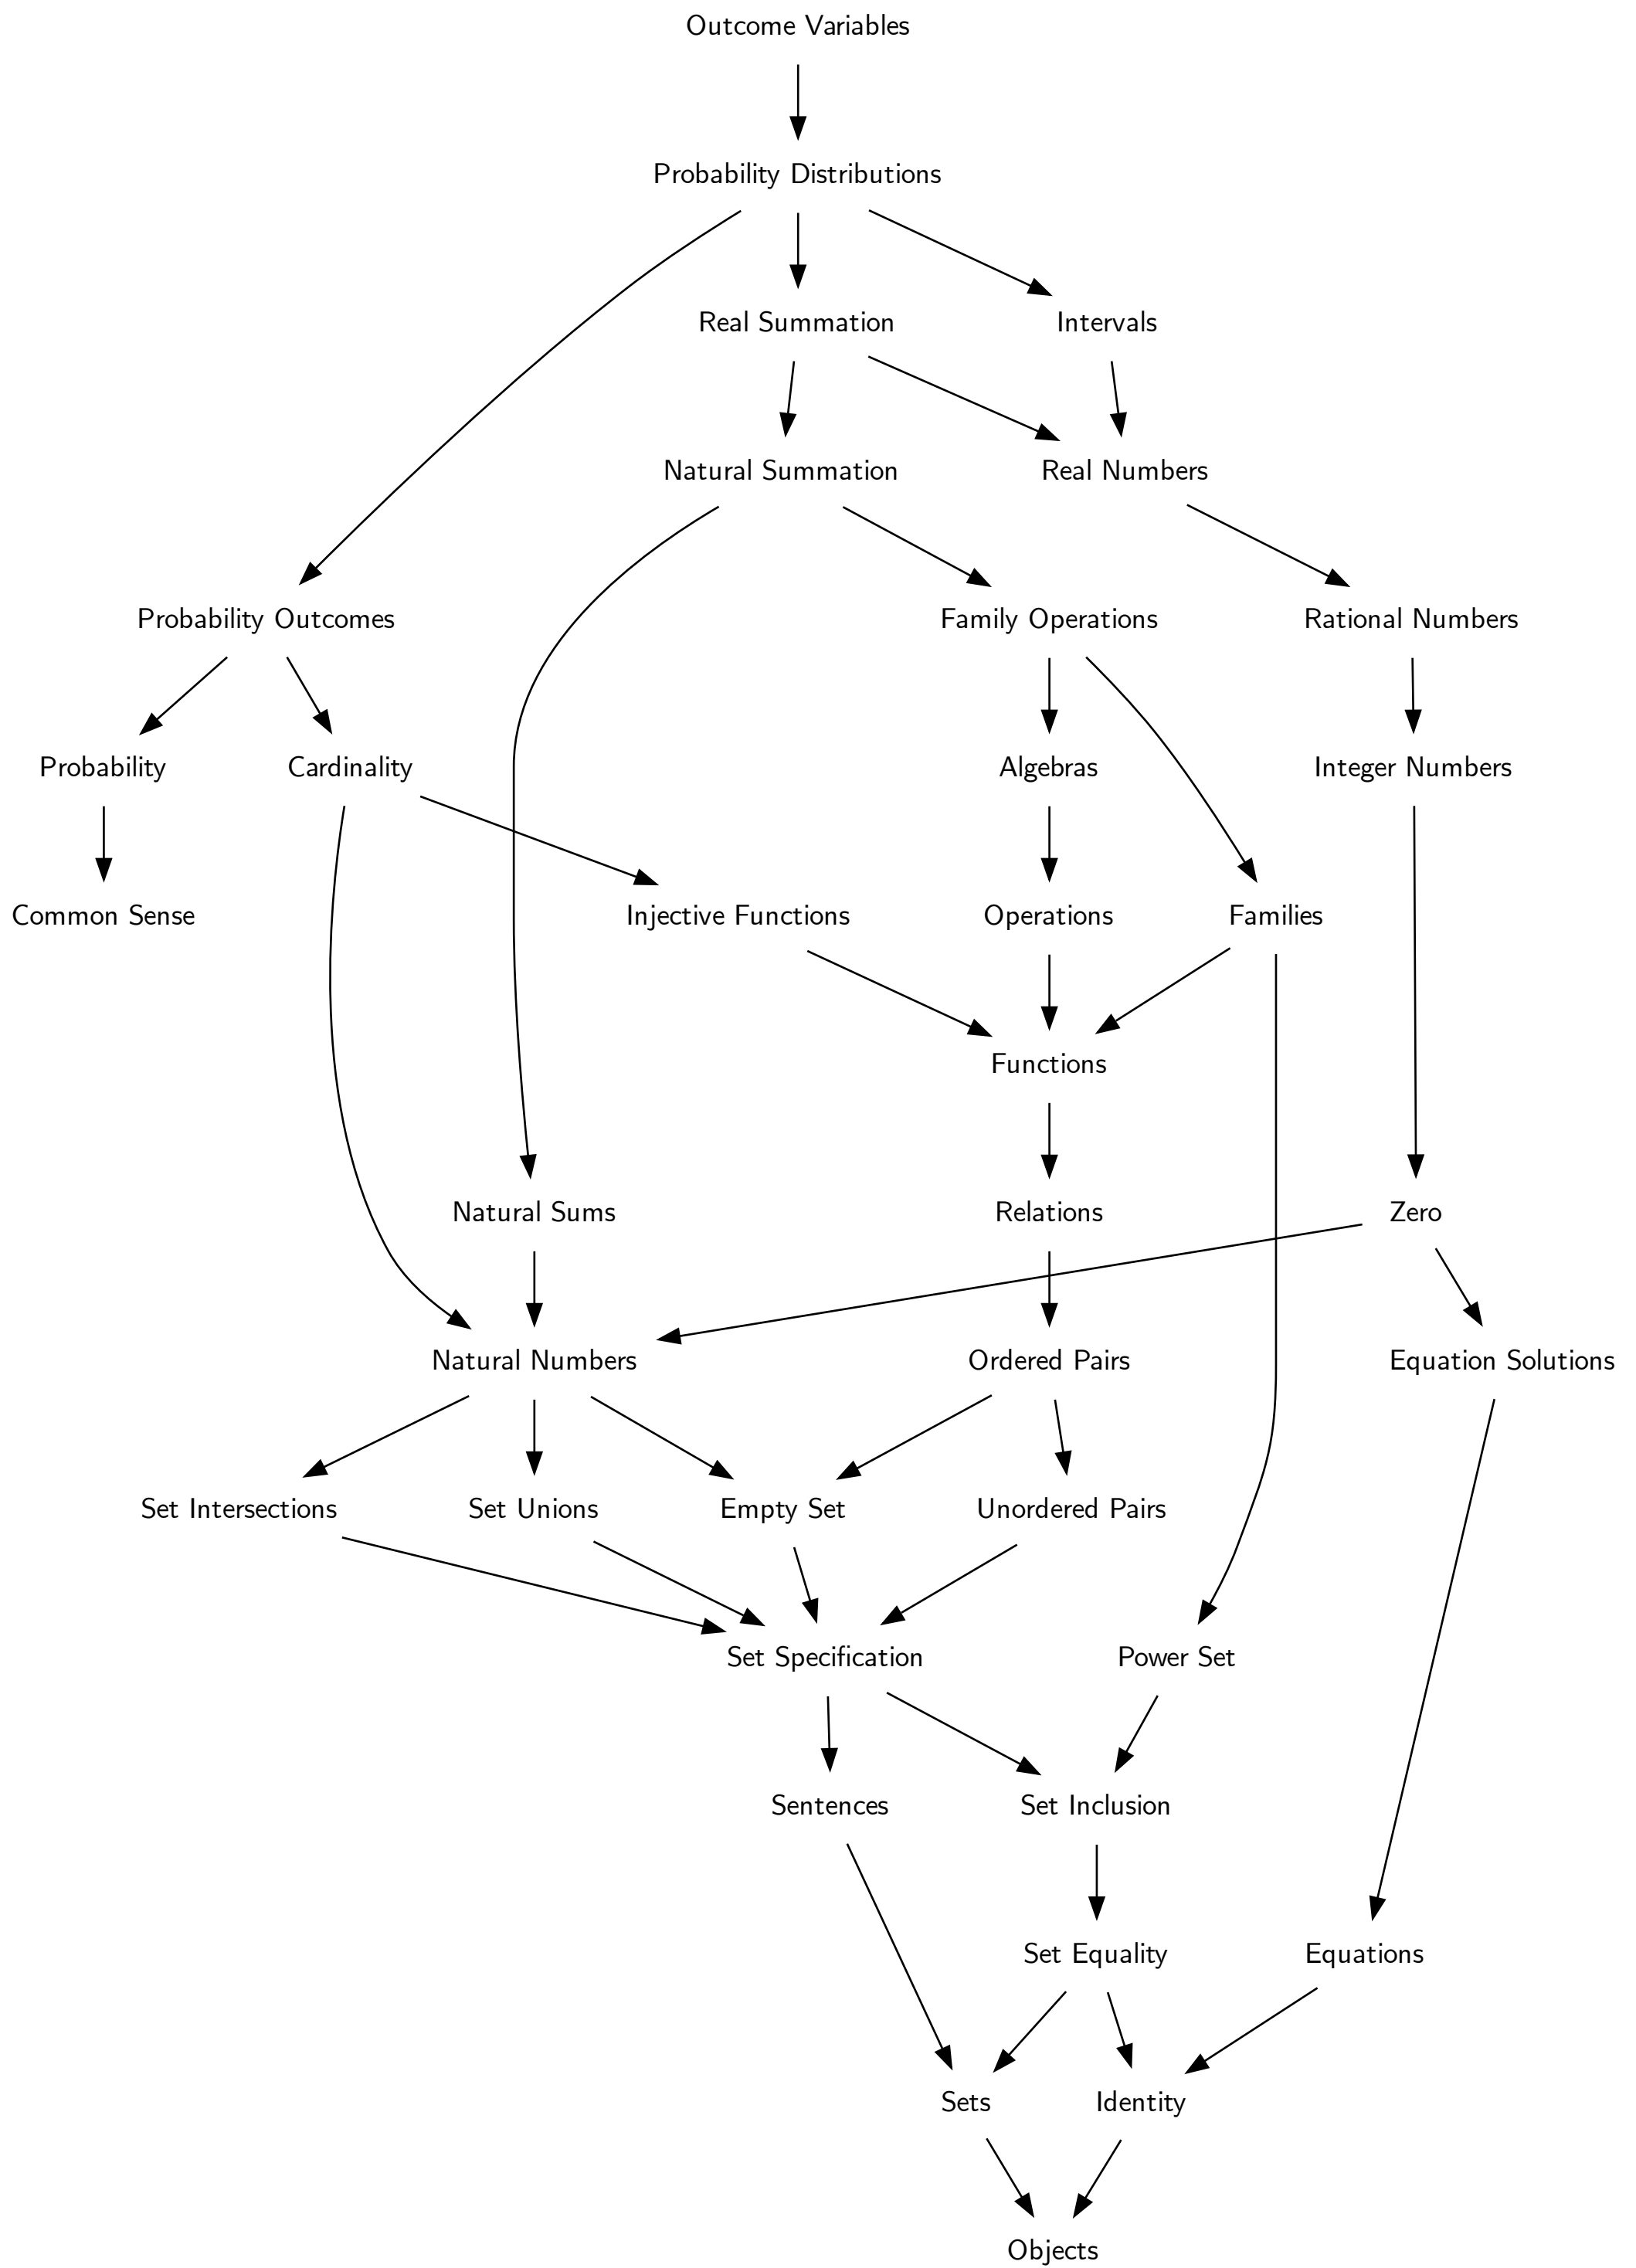 Outcome Variables
Probability Distributions
Real Summation
Intervals
Natural Summation
Real Numbers
Probability Outcomes
Family Operations
Rational Numbers
Probability
Cardinality
Algebras
Integer Numbers
Common Sense
Injective Functions
Operations
Families
Functions
Natural Sums
Relations
Zero
Natural Numbers
Ordered Pairs
Equation Solutions
Set Intersections
Set Unions
Empty Set
Unordered Pairs
Set Specification
Power Set
Sentences
Set Inclusion
Set Equality
Equations
Sets
Identity
Objects